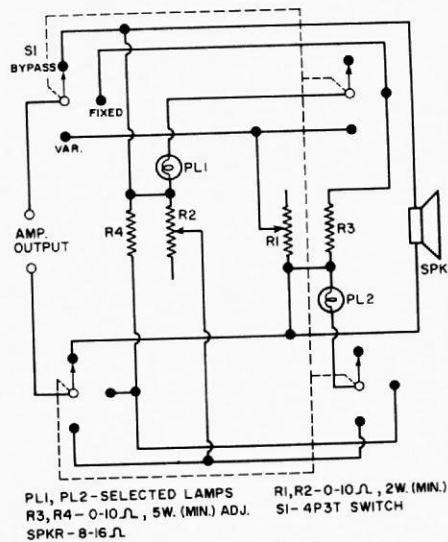 S1
BYPASS
FIXED
VAR.
PL1
AMP.
OUTPUT
R4
R2
R1
R3
SPKR
PL2
PL1, PL2-SELECTED LAMPS
R3, R4-0-10Ω, 5W. (MIN.) ADJ.
SPKR-8-16Ω
R1,R2-0-10Ω, 2W. (MIN.)
S1-4P3T SWITCH